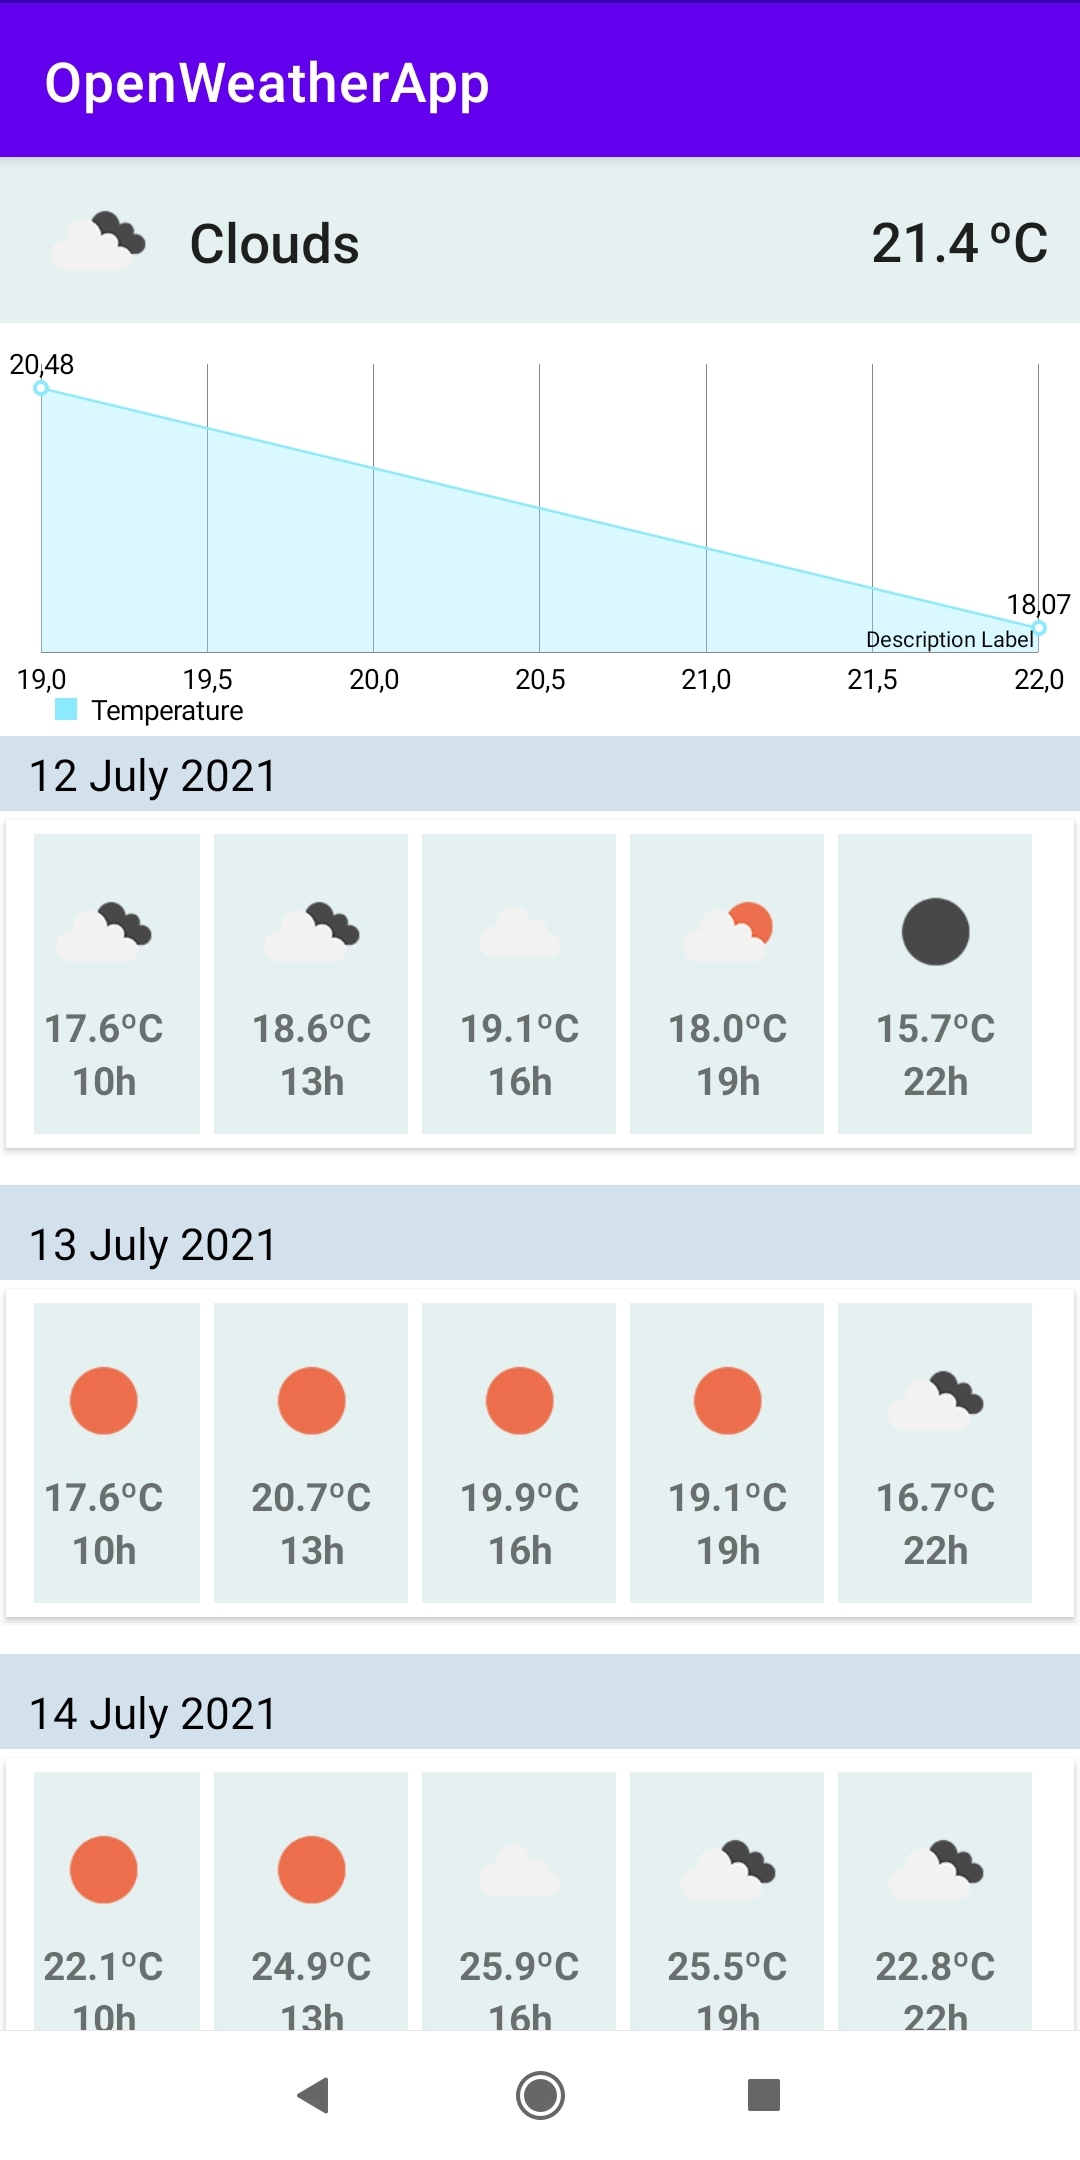 OpenWeatherApp
Clouds 21.4 ºC
20,48
18,07
Description Label
19,0 19,5 20,0 20,5 21,0 21,5 22,0
Temperature
12 July 2021
17.6ºC 18.6ºC 19.1ºC 18.0ºC 15.7ºC
10h 13h 16h 19h 22h
13 July 2021
17.6ºC 20.7ºC 19.9ºC 19.1ºC 16.7ºC
10h 13h 16h 19h 22h
14 July 2021
22.1ºC 24.9ºC 25.9ºC 25.5ºC 22.8ºC
10h 13h 16h 19h 22h